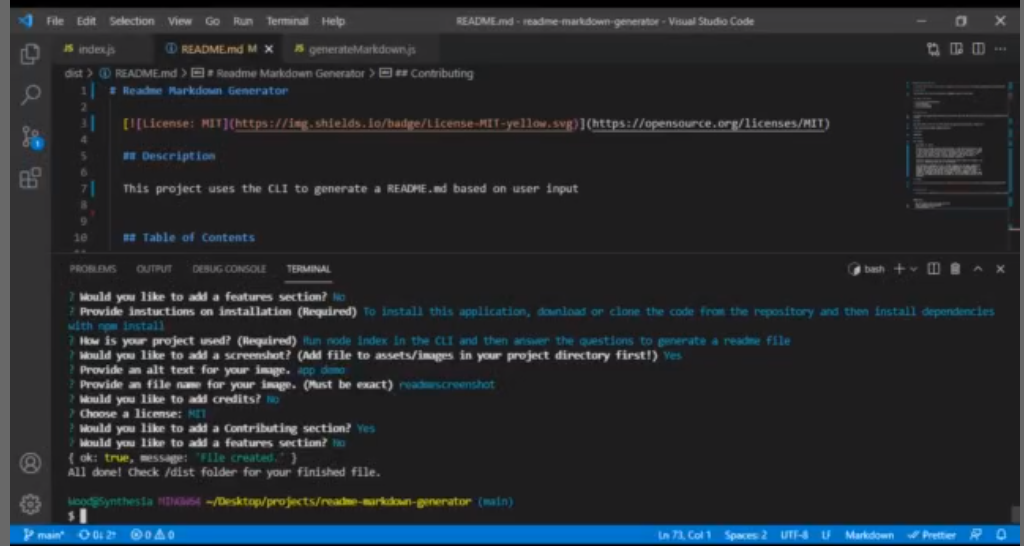 File Edit Selection View Go Run Terminal Help README.md - readme-markdown-generator - Visual Studio Code
JS index.js README.md M JS generateMarkdown.js
dist > README.md > # Readme Markdown Generator > ## Contributing
1 # Readme Markdown Generator
2
3 [![License: MIT](https://img.shields.io/badge/License-MIT-yellow.svg)](https://opensource.org/licenses/MIT)
4
5 ## Description
6
7 This project uses the CLI to generate a README.md based on user input
8
9
10 ## Table of Contents
PROBLEMS OUTPUT DEBUG CONSOLE TERMINAL bash
? Would you like to add a features section? No
? Provide instuctions on installation (Required) To install this application, download or clone the code from the repository and then install dependencies
with npm install
? How is your project used? (Required) Run node index in the CLI and then answer the questions to generate a readme file
? Would you like to add a screenshot? (Add file to assets/images in your project directory first!) Yes
? Provide an alt text for your image. app demo
? Provide an file name for your image. (Must be exact) readmescreenshot
? Would you like to add credits? No
? Choose a license: MIT
? Would you like to add a Contributing section? Yes
? Would you like to add a features section? No
{ ok: true, message: 'File created.' }
All done! Check /dist folder for your finished file.
Wood@Synthesia MINGW64 ~/Desktop/projects/readme-markdown-generator (main)
$
main* 0↓ 2↑ 0 0 Ln 73, Col 1 Spaces: 2 UTF-8 LF Markdown Prettier